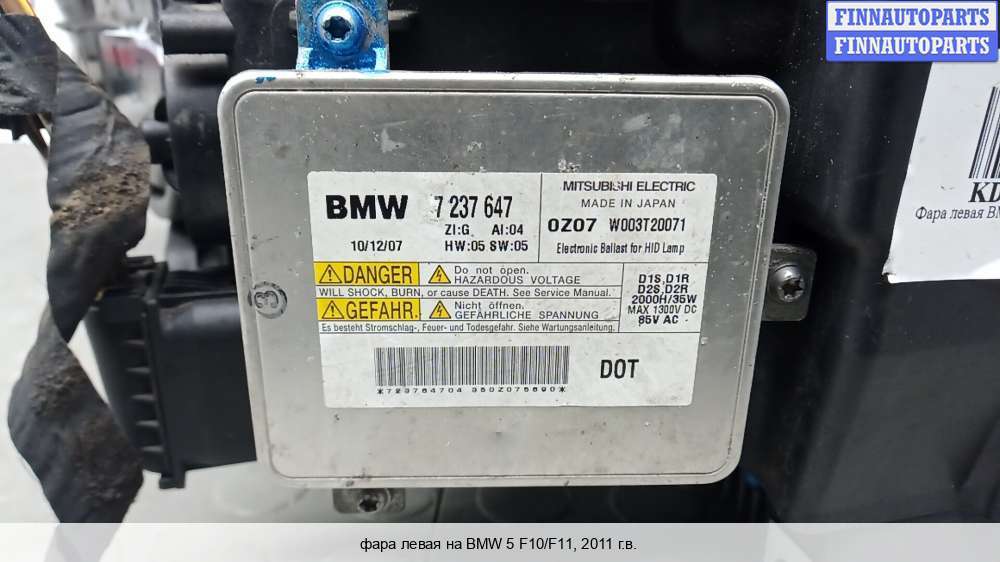 FINNAUTOPARTS
FINNAUTOPARTS
BMW 7 237 647
ZI:G AI:04
10/12/07 HW:05 SW:05
MITSUBISHI ELECTRIC
MADE IN JAPAN
0Z07 W003T20071
Electronic Ballast for HID Lamp
DANGER Do not open.
HAZARDOUS VOLTAGE
WILL SHOCK, BURN, or cause DEATH. See Service Manual.
GEFAHR Nicht öffnen.
GEFÄHRLICHE SPANNUNG
Es besteht Stromschlag-, Feuer- und Todesgefahr. Siehe Wartungsanleitung.
D1S,D1R
D2S,D2R
2000H/35W
MAX 1300V DC
85V AC
DOT
*723764704 350Z075690*
3
KD
Фара левая BM
фара левая на BMW 5 F10/F11, 2011 г.в.